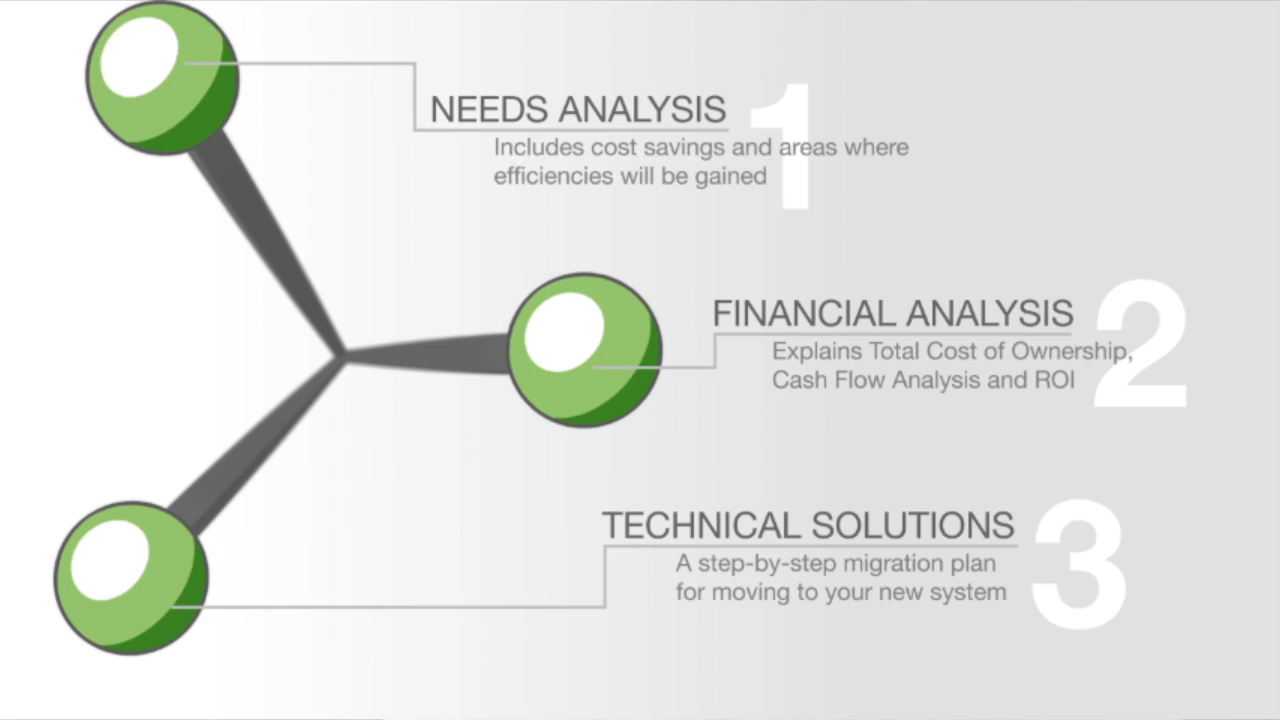 NEEDS ANALYSIS
1
Includes cost savings and areas where
efficiencies will be gained
FINANCIAL ANALYSIS
2
Explains Total Cost of Ownership,
Cash Flow Analysis and ROI
TECHNICAL SOLUTIONS
3
A step-by-step migration plan
for moving to your new system